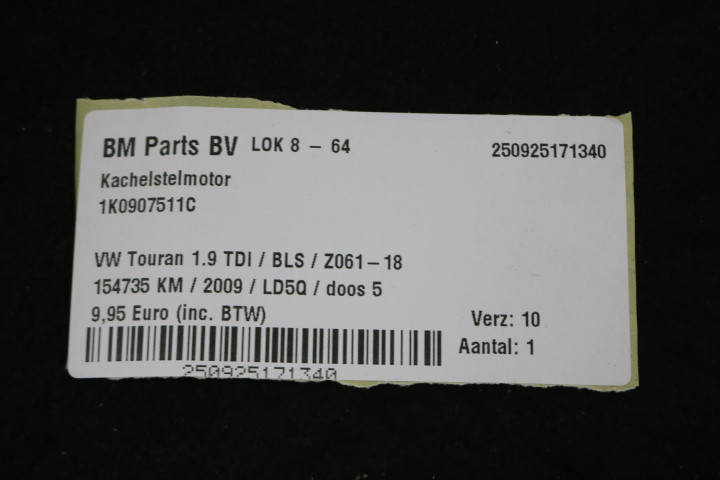 BM Parts BV LOK 8 - 64 250925171340
Kachelstelmotor
1K0907511C
VW Touran 1.9 TDI / BLS / Z061-18
154735 KM / 2009 / LD5Q / doos 5
9,95 Euro (inc. BTW) Verz: 10
Aantal: 1
250925171340